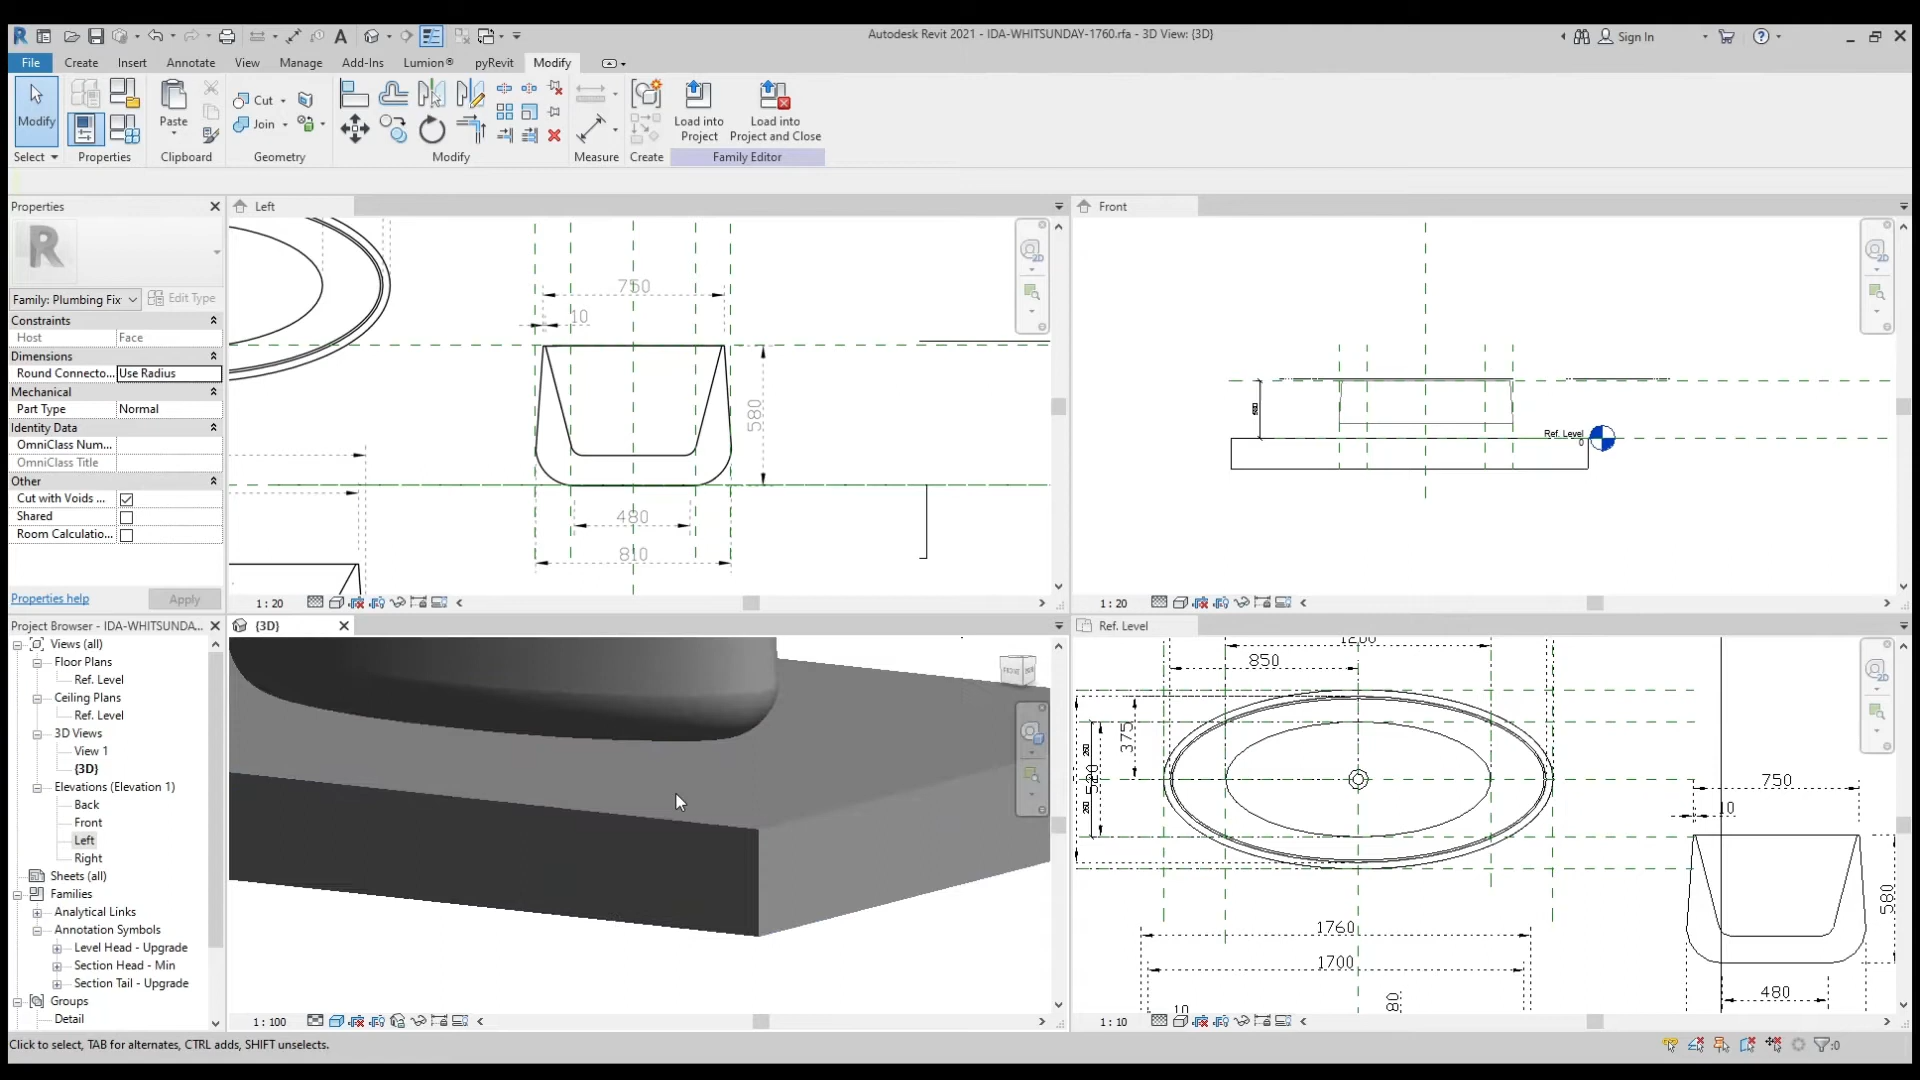 Autodesk Revit 2021 - IDA-WHITSUNDAY-1760.rfa - 3D View: {3D}
Sign In
File Create Insert Annotate View Manage Add-Ins Lumion® pyRevit Modify
Modify
Paste
Cut
Join
Load into
Project
Load into
Project and Close
Select Properties Clipboard Geometry Modify Measure Create Family Editor
Properties
Family: Plumbing Fix
Edit Type
Constraints
Host Face
Dimensions
Round Connecto... Use Radius
Mechanical
Part Type Normal
Identity Data
OmniClass Num...
OmniClass Title
Other
Cut with Voids ...
Shared
Room Calculatio...
Properties help
Apply
Project Browser - IDA-WHITSUNDA...
Views (all)
Floor Plans
Ref. Level
Ceiling Plans
Ref. Level
3D Views
View 1
{3D}
Elevations (Elevation 1)
Back
Front
Left
Right
Sheets (all)
Families
Analytical Links
Annotation Symbols
Level Head - Upgrade
Section Head - Min
Section Tail - Upgrade
Groups
Detail
Left
750
10
580
480
810
1 : 20
Front
Ref. Level
0
1 : 20
{3D}
1 : 100
Ref. Level
1200
850
375
520
260
260
1760
1700
10
80
750
10
580
480
1 : 10
Click to select, TAB for alternates, CTRL adds, SHIFT unselects.
:0